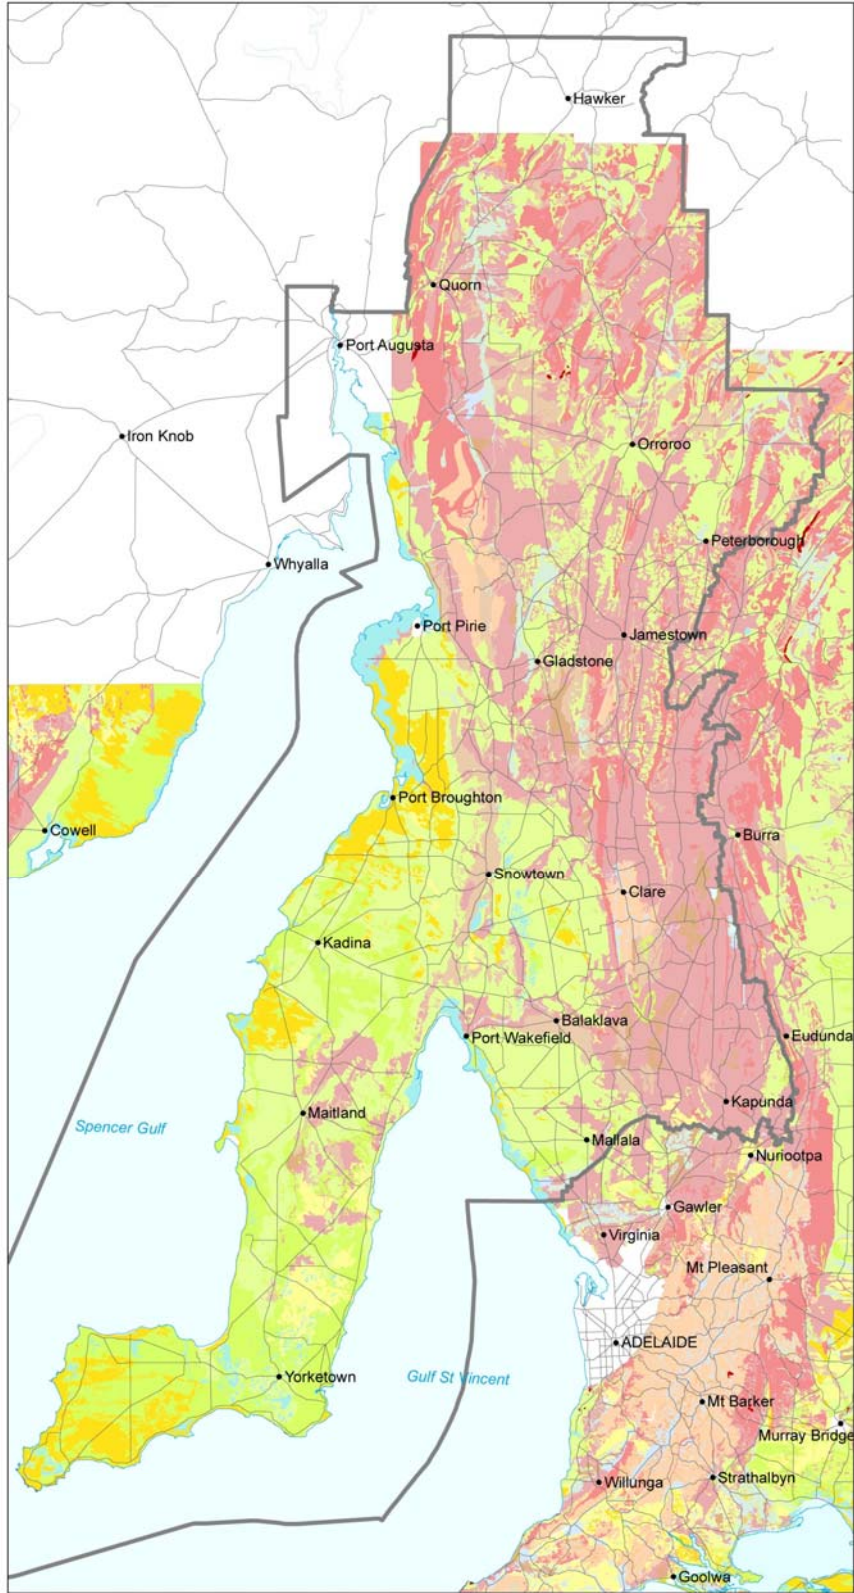 Hawker
Quorn
Port Augusta
Iron Knob
Orroroo
Peterborough
Whyalla
Port Pirie
Jamestown
Gladstone
Port Broughton
Cowell
Burra
Snowtown
Clare
Kadina
Balaklava
Port Wakefield
Eudunda
Kapunda
Maitland
Spencer Gulf
Mallala
Nuriootpa
Gawler
Virginia
Mt Pleasant
ADELAIDE
Yorketown
Gulf St Vincent
Mt Barker
Murray Bridge
Willunga
Strathalbyn
Goolwa